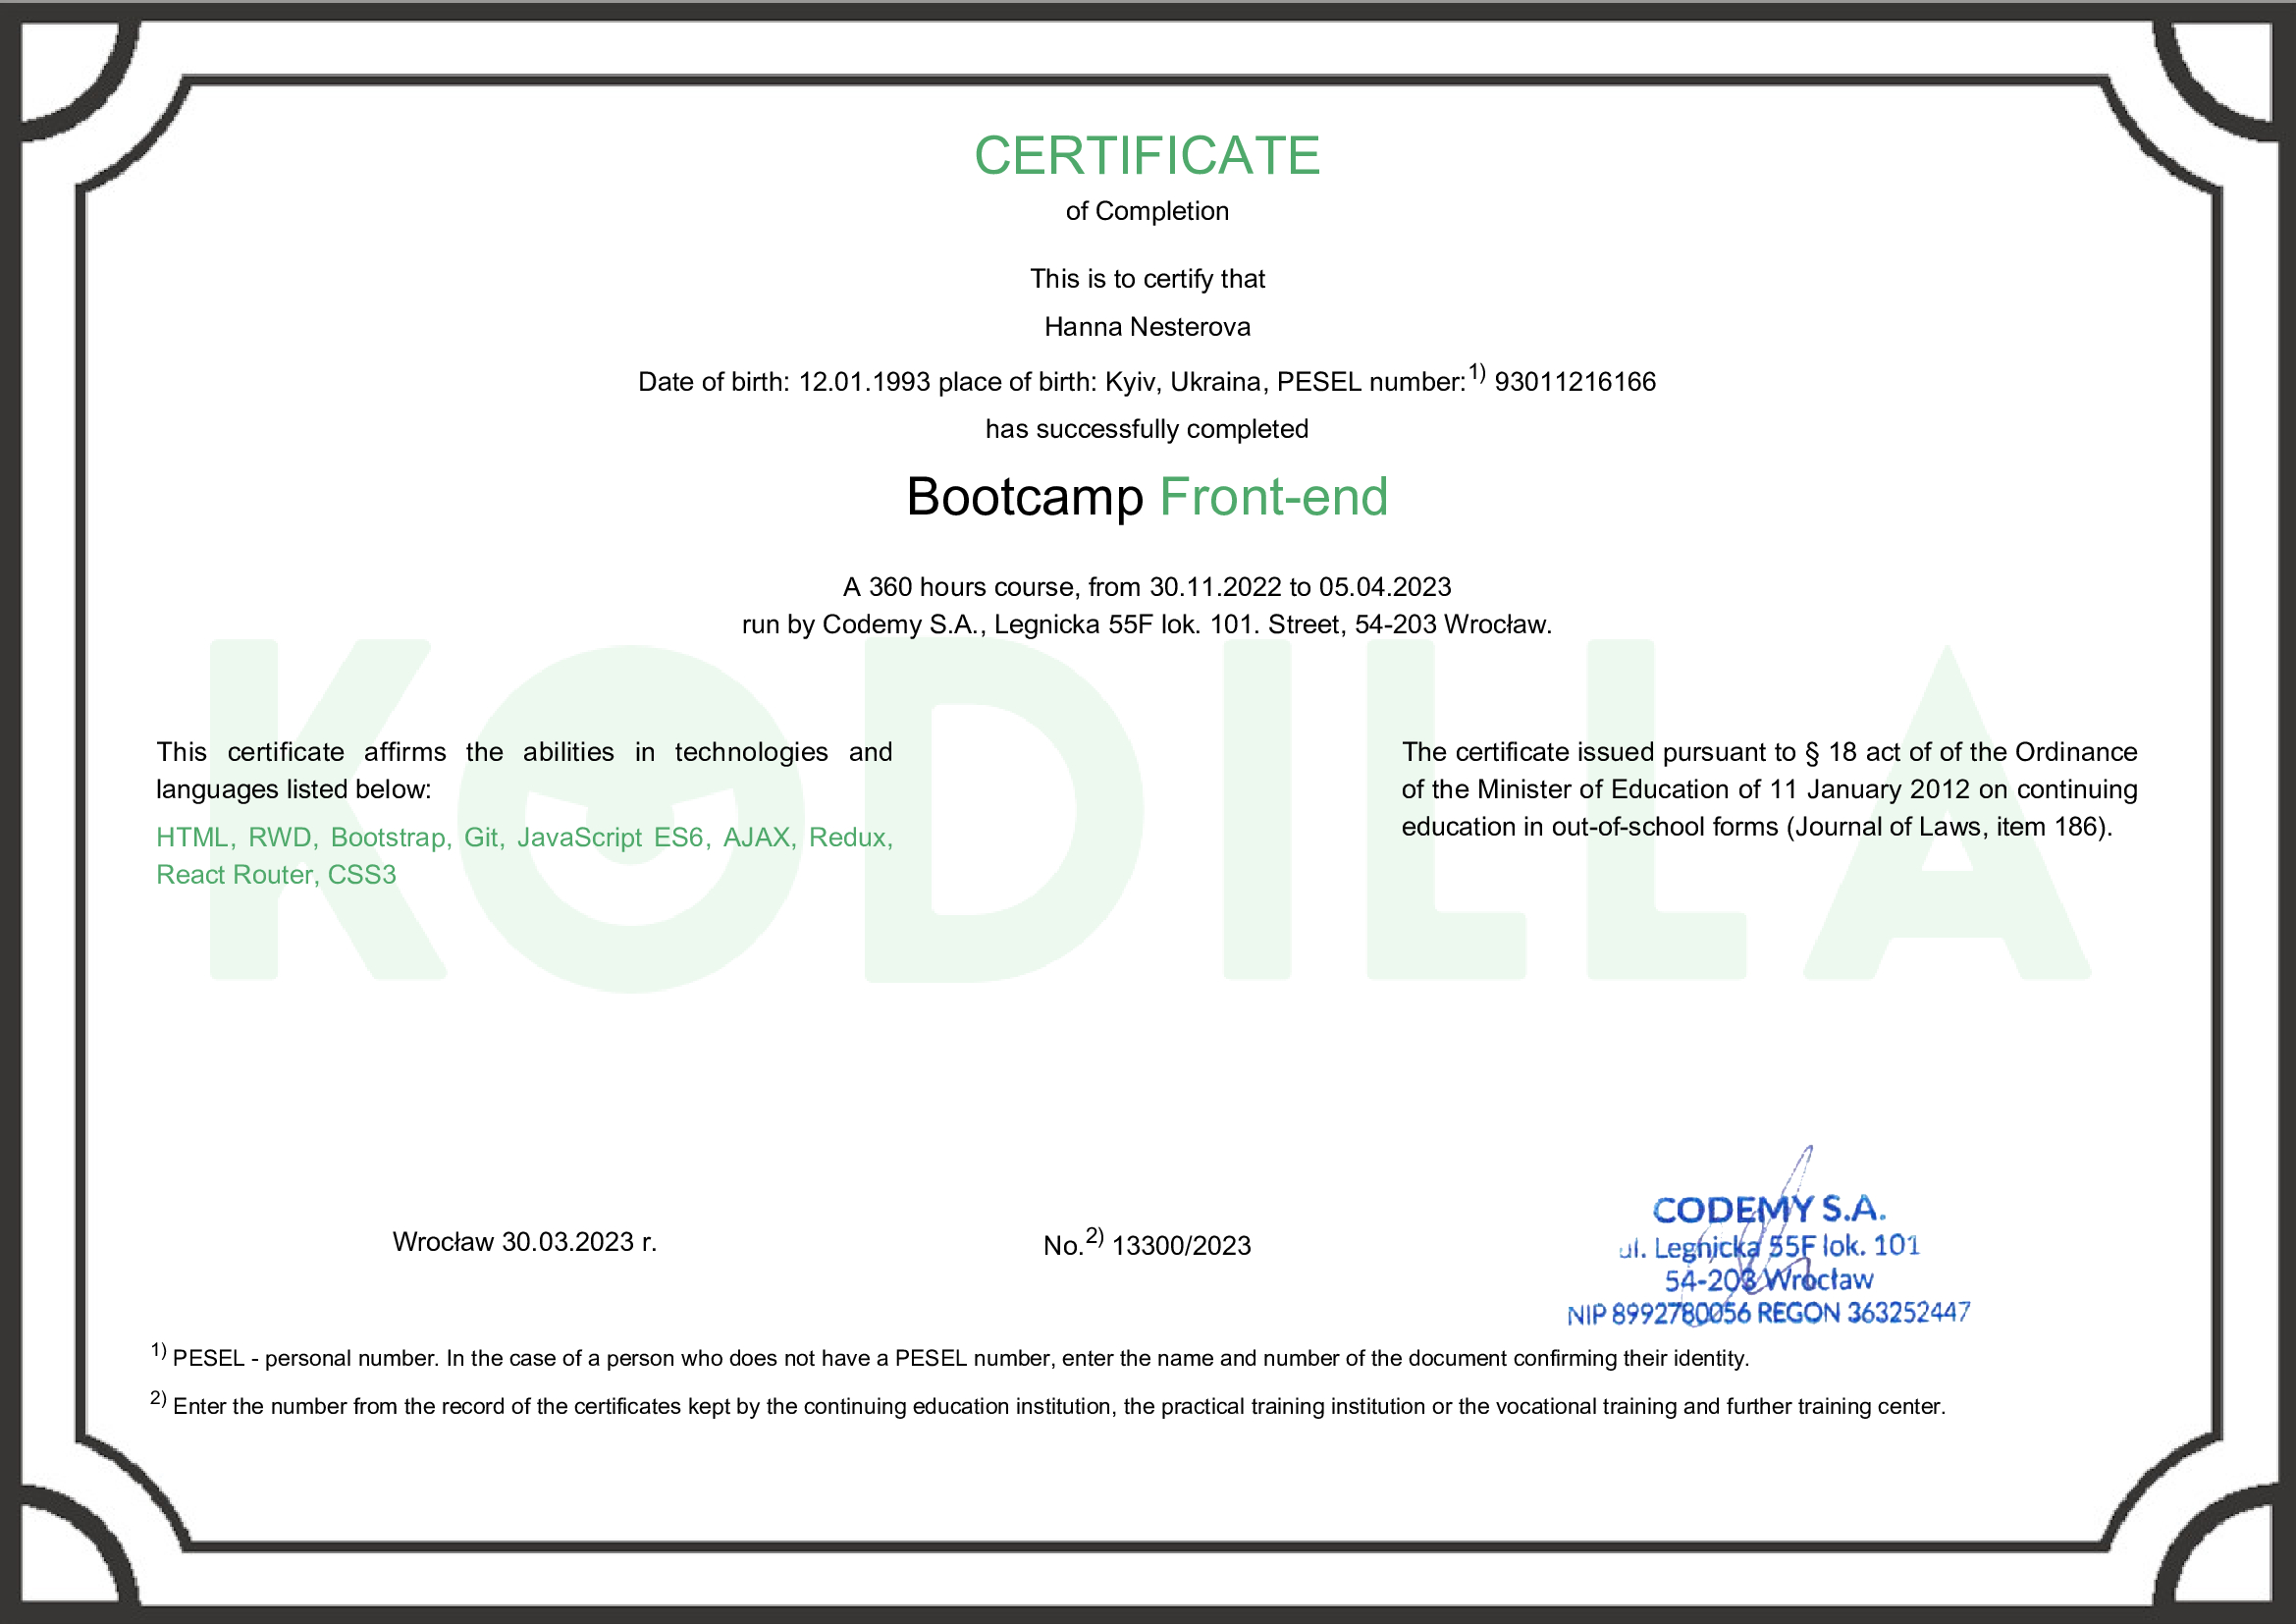 CERTIFICATE
of Completion
This is to certify that
Hanna Nesterova
Date of birth: 12.01.1993 place of birth: Kyiv, Ukraina, PESEL number:1) 93011216166
has successfully completed
Bootcamp Front-end
A 360 hours course, from 30.11.2022 to 05.04.2023
run by Codemy S.A., Legnicka 55F lok. 101. Street, 54-203 Wrocław.
KODILLA
This certificate affirms the abilities in technologies and
languages listed below:
HTML, RWD, Bootstrap, Git, JavaScript ES6, AJAX, Redux,
React Router, CSS3
The certificate issued pursuant to § 18 act of of the Ordinance
of the Minister of Education of 11 January 2012 on continuing
education in out-of-school forms (Journal of Laws, item 186).
Wrocław 30.03.2023 r.
No.2) 13300/2023
CODEMY S.A.
ul. Legnicka 55F lok. 101
54-203 Wrocław
NIP 8992780056 REGON 363252447
1) PESEL - personal number. In the case of a person who does not have a PESEL number, enter the name and number of the document confirming their identity.
2) Enter the number from the record of the certificates kept by the continuing education institution, the practical training institution or the vocational training and further training center.